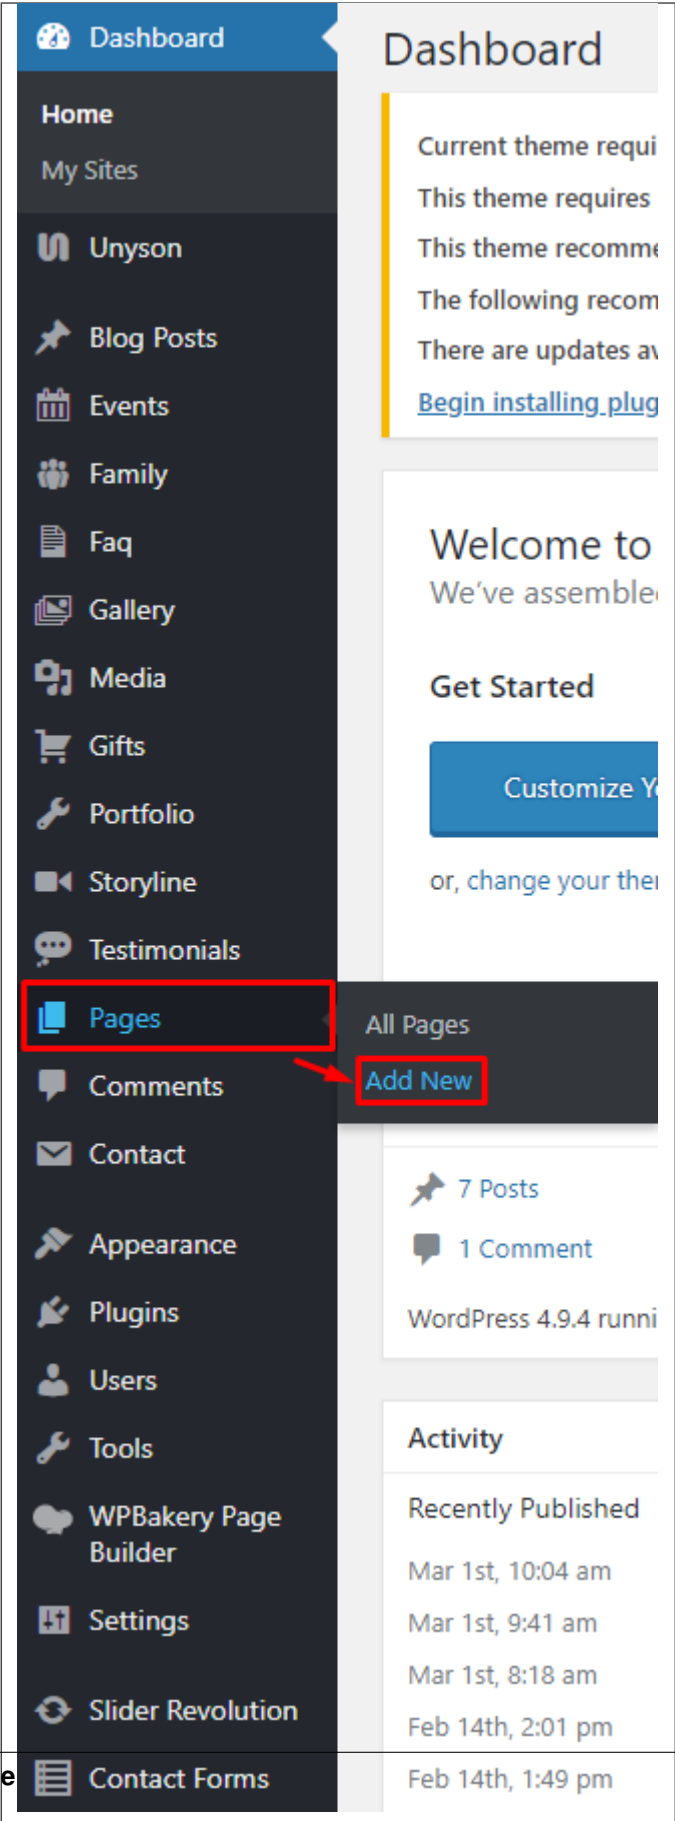 Dashboard
Home
My Sites
Unyson
Blog Posts
Events
Family
Faq
Gallery
Media
Gifts
Portfolio
Storyline
Testimonials
Pages
All Pages
Add New
Comments
Contact
Appearance
Plugins
Users
Tools
WPBakery Page
Builder
Settings
Slider Revolution
Contact Forms
e
Dashboard
Current theme requi
This theme requires
This theme recomme
The following recom
There are updates av
Begin installing plug
Welcome to
We've assemble
Get Started
Customize Yo
or, change your ther
7 Posts
1 Comment
WordPress 4.9.4 runni
Activity
Recently Published
Mar 1st, 10:04 am
Mar 1st, 9:41 am
Mar 1st, 8:18 am
Feb 14th, 2:01 pm
Feb 14th, 1:49 pm